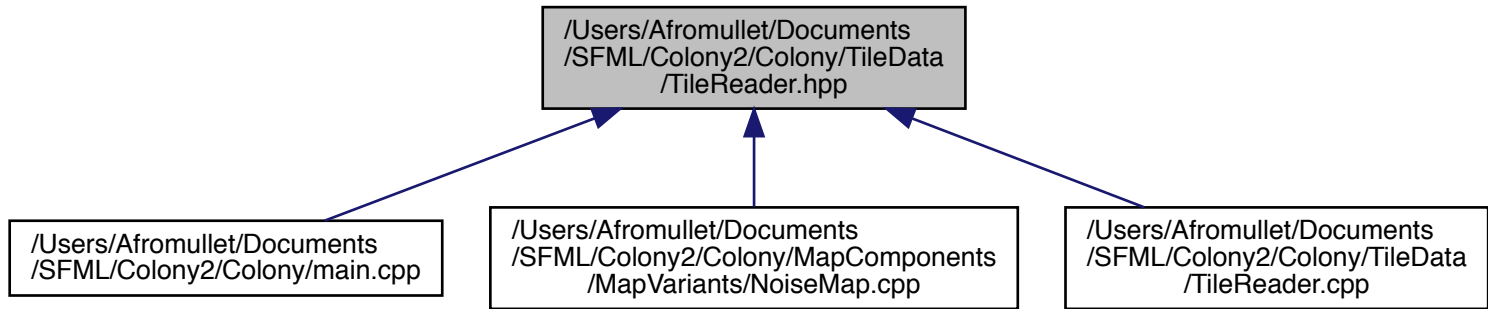 /Users/Afromullet/Documents
/SFML/Colony2/Colony/TileData
/TileReader.hpp
/Users/Afromullet/Documents
/SFML/Colony2/Colony/main.cpp
/Users/Afromullet/Documents
/SFML/Colony2/Colony/MapComponents
/MapVariants/NoiseMap.cpp
/Users/Afromullet/Documents
/SFML/Colony2/Colony/TileData
/TileReader.cpp